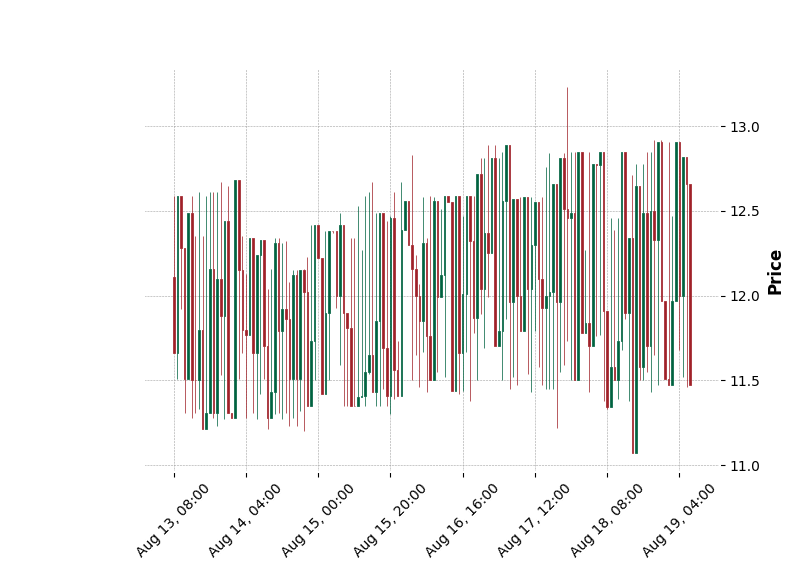 13.0
12.5
12.0
11.5
11.0
Price
Aug 13, 08:00
Aug 14, 04:00
Aug 15, 00:00
Aug 15, 20:00
Aug 16, 16:00
Aug 17, 12:00
Aug 18, 08:00
Aug 19, 04:00